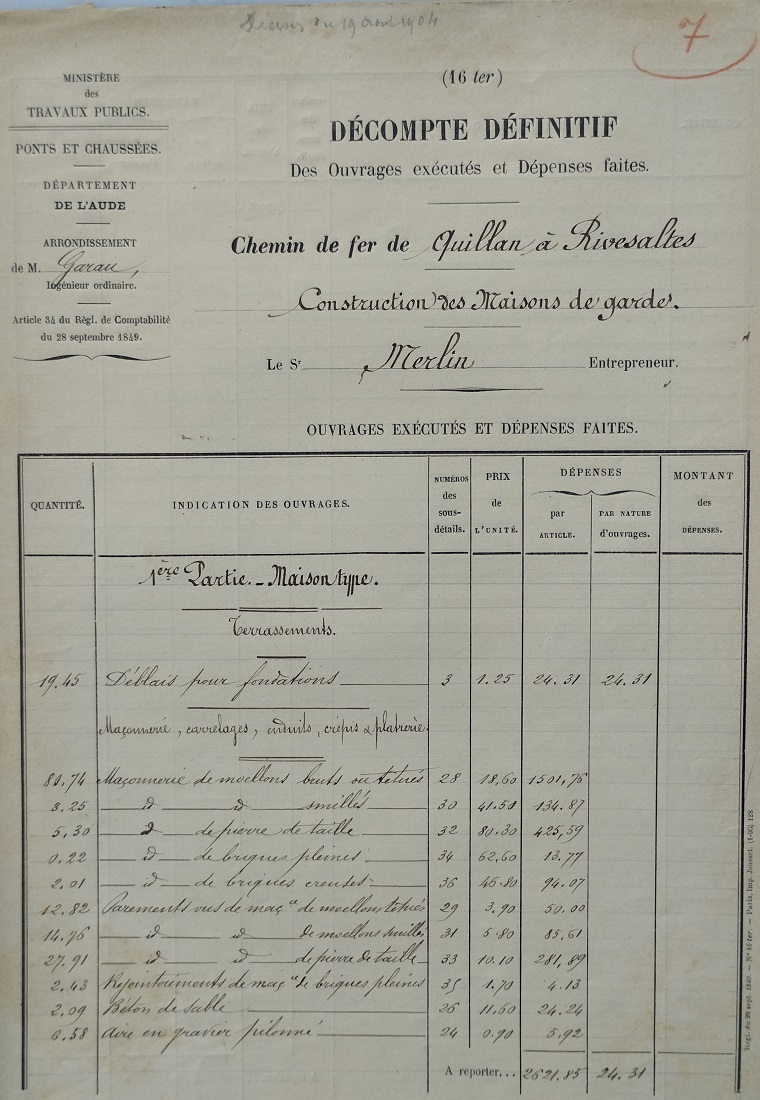 Décision du 19 août 1904
7
MINISTÈRE
des
TRAVAUX PUBLICS.
PONTS ET CHAUSSÉES.
DÉPARTEMENT
DE L'AUDE
ARRONDISSEMENT
de M. Garau,
Ingénieur ordinaire.
Article 34 du Règl. de Comptabilité
du 28 septembre 1849.
(16 ter)
DÉCOMPTE DÉFINITIF
Des Ouvrages exécutés et Dépenses faites.
Chemin de fer de Quillan à Rivesaltes
Construction des Maisons de garde.
Le Sr Merlin Entrepreneur.
OUVRAGES EXÉCUTÉS ET DÉPENSES FAITES.
QUANTITÉ. INDICATION DES OUVRAGES. NUMÉROS des sous-détails. PRIX de L'UNITÉ. DÉPENSES par ARTICLE. PAR NATURE d'ouvrages. MONTANT des DÉPENSES.
1ère Partie. - Maison type.
Terrassements.
19.45 Déblais pour fondations 3 1.25 24.31 24.31
Maçonnerie, carrelages, enduits, crépis & platrerie.
80.74 Maçonnerie de moellons bruts ou tetués 28 18,60 1501,76
3.25 d d smillés 30 41.50 134.87
5,30 d de pierre de taille 32 80.30 425,59
0.22 d de briques pleines 34 62,60 13.77
2.01 id de briques creuses 36 46.80 94.07
12.82 Parements vus de maçie de moellons tetués 29 3.90 50.00
14.76 d d de moellons smillés 31 5.80 85,61
27.91 d d de pierre de taille 33 10.10 281,89
2.43 Rejointoiements de maçie de briques pleines 35 1.70 4.13
2.09 Béton de sable 26 11.60 24.24
6.58 Aire en gravier pilonné 24 0.90 5.92
A reporter... 2621.85 24.31
Règl. du 28 sept. 1849. — No 16 ter. — Paris, Imp. Jousset. (1-03) 128